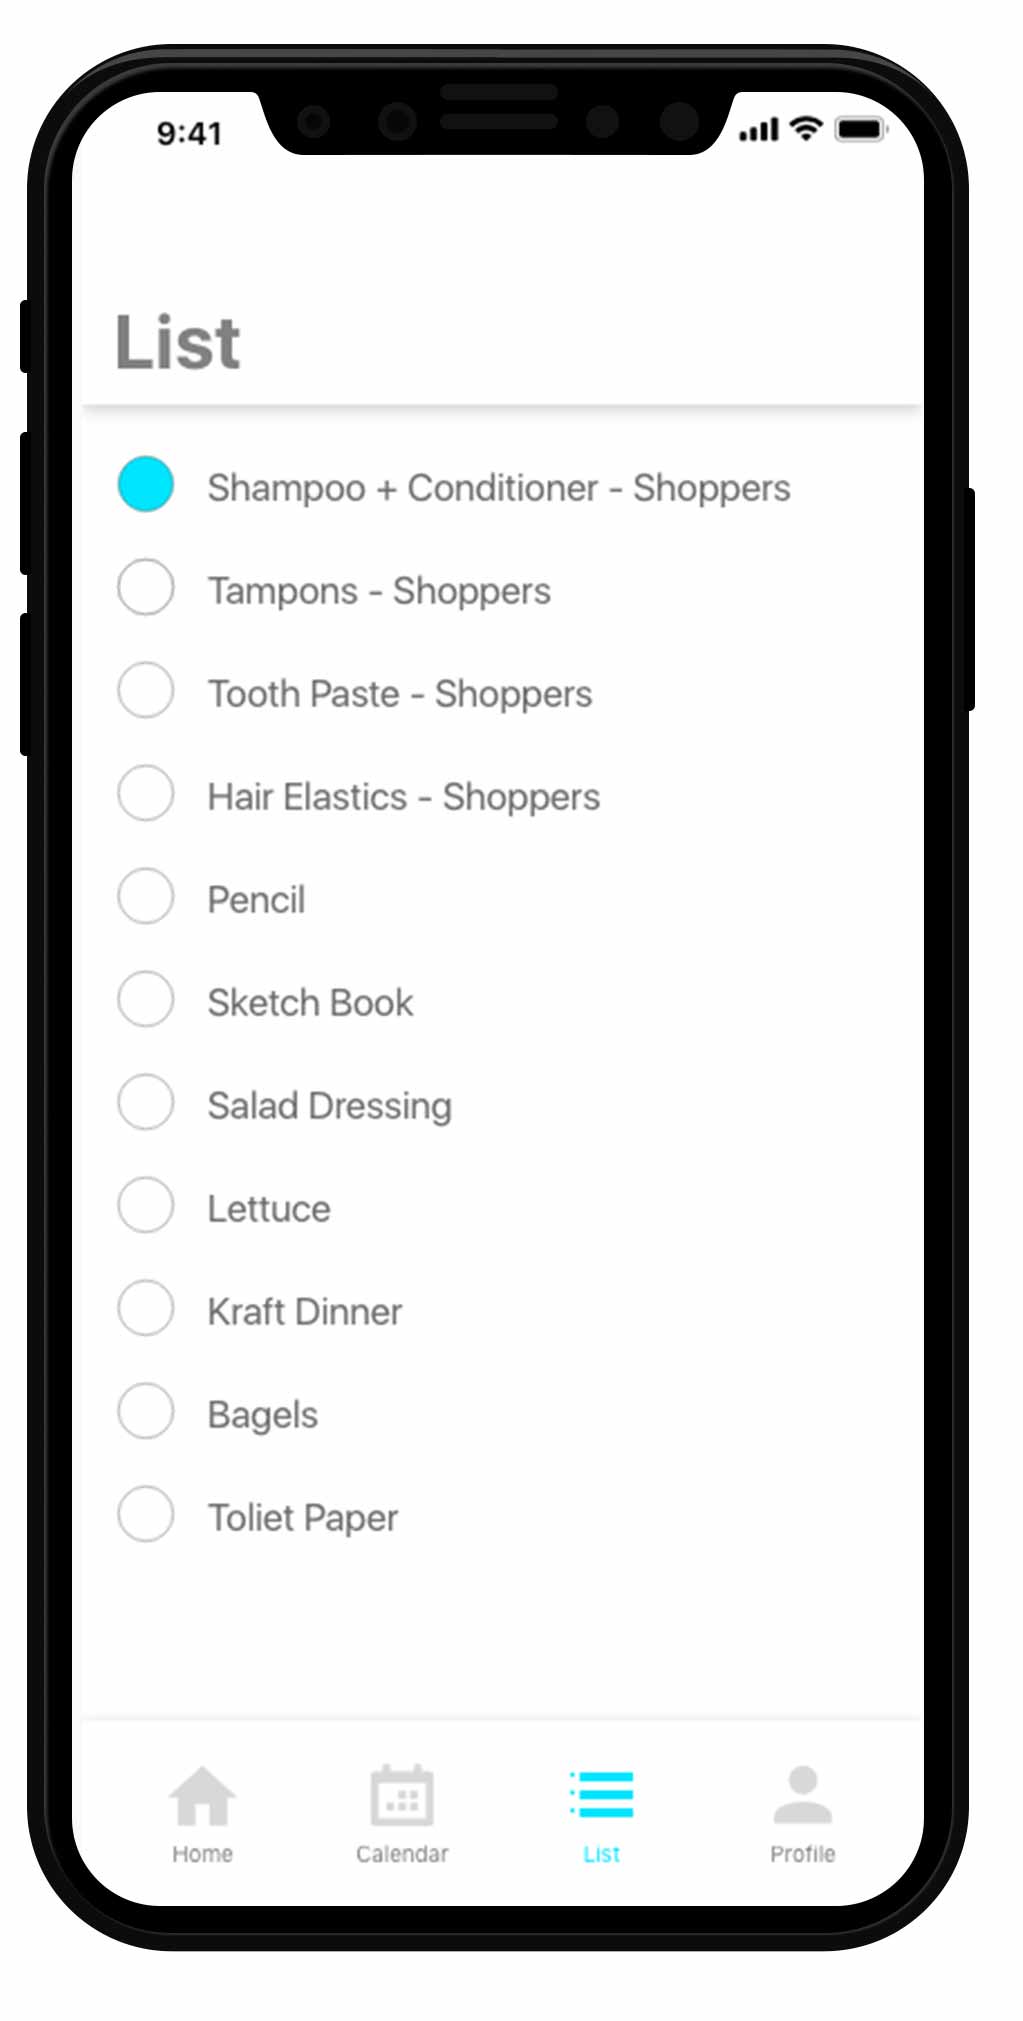 9:41
List
Shampoo + Conditioner - Shoppers
Tampons - Shoppers
Tooth Paste - Shoppers
Hair Elastics - Shoppers
Pencil
Sketch Book
Salad Dressing
Lettuce
Kraft Dinner
Bagels
Toliet Paper
Home Calendar List Profile